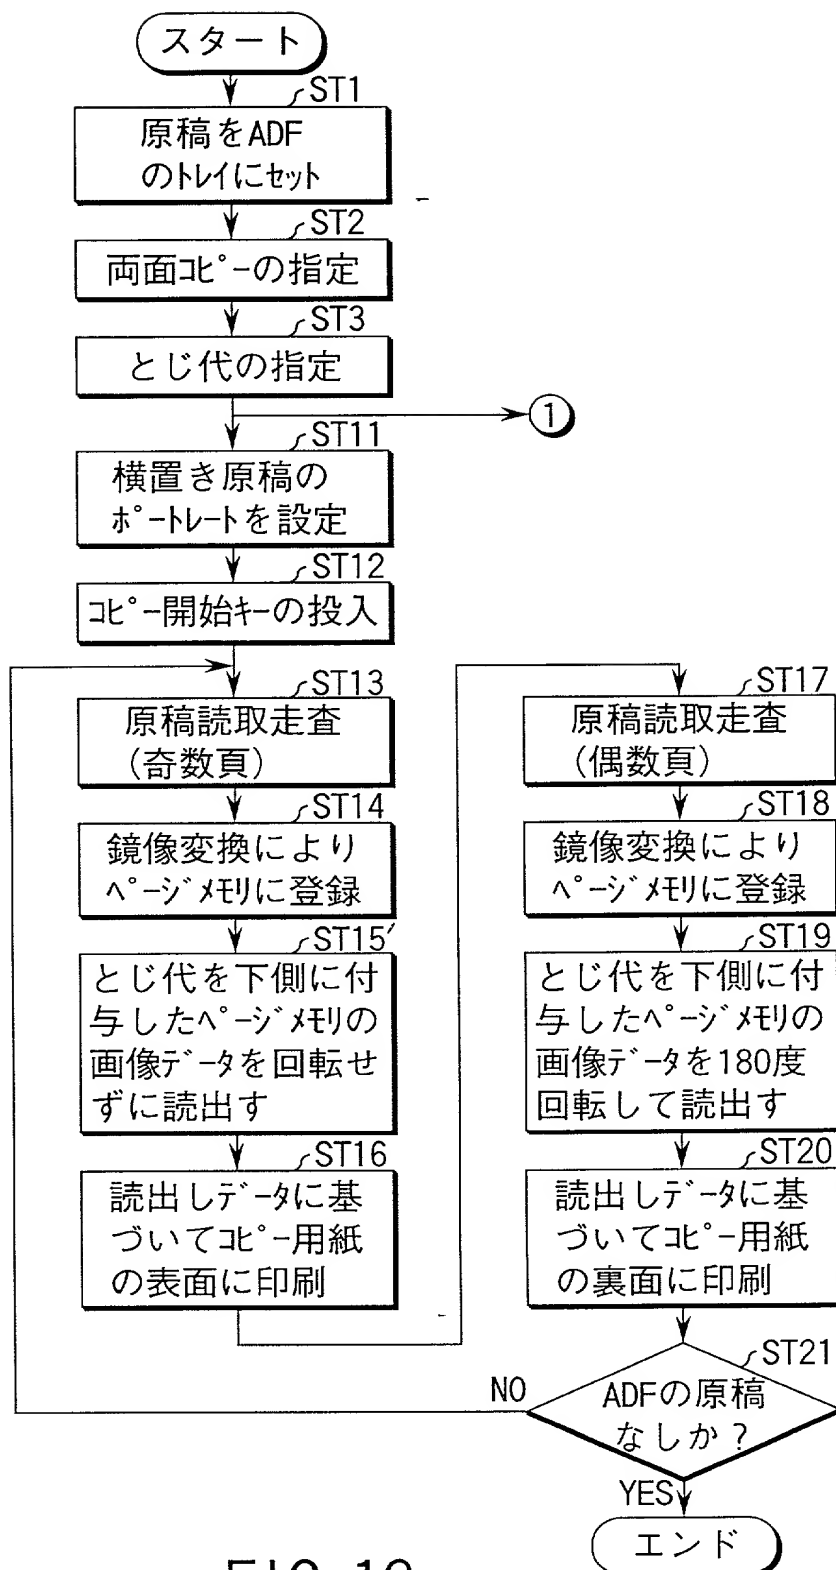 スタート
ST1
原稿をADF
のトレイにセット
ST2
両面コピーの指定
ST3
とじ代の指定
1
ST11
横置き原稿の
ポートレートを設定
ST12
コピー開始キーの投入
ST13
原稿読取走査
(奇数頁)
ST14
鏡像変換により
ページメモリに登録
ST15′
とじ代を下側に付
与したページメモリの
画像データを回転せ
ずに読出す
ST16
読出しデータに基
づいてコピー用紙
の表面に印刷
ST17
原稿読取走査
(偶数頁)
ST18
鏡像変換により
ページメモリに登録
ST19
とじ代を下側に付
与したページメモリの
画像データを180度
回転して読出す
ST20
読出しデータに基
づいてコピー用紙
の裏面に印刷
ST21
ADFの原稿
なしか?
NO
YES
エンド